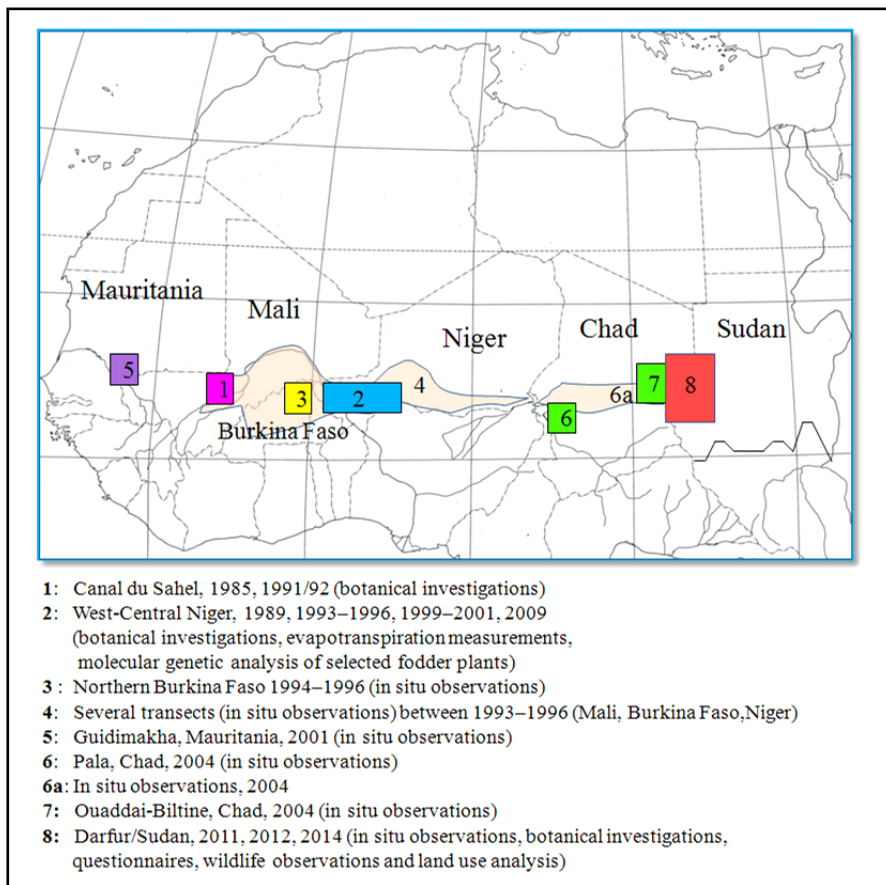 Mauritania
Mali
Niger
Chad
Sudan
5
1
3
2
4
6
6a
7
8
Burkina Faso
1: Canal du Sahel, 1985, 1991/92 (botanical investigations)
2: West-Central Niger, 1989, 1993–1996, 1999–2001, 2009
(botanical investigations, evapotranspiration measurements,
molecular genetic analysis of selected fodder plants)
3 : Northern Burkina Faso 1994–1996 (in situ observations)
4: Several transects (in situ observations) between 1993–1996 (Mali, Burkina Faso,Niger)
5: Guidimakha, Mauritania, 2001 (in situ observations)
6: Pala, Chad, 2004 (in situ observations)
6a: In situ observations, 2004
7: Ouaddai-Biltine, Chad, 2004 (in situ observations)
8: Darfur/Sudan, 2011, 2012, 2014 (in situ observations, botanical investigations,
questionnaires, wildlife observations and land use analysis)